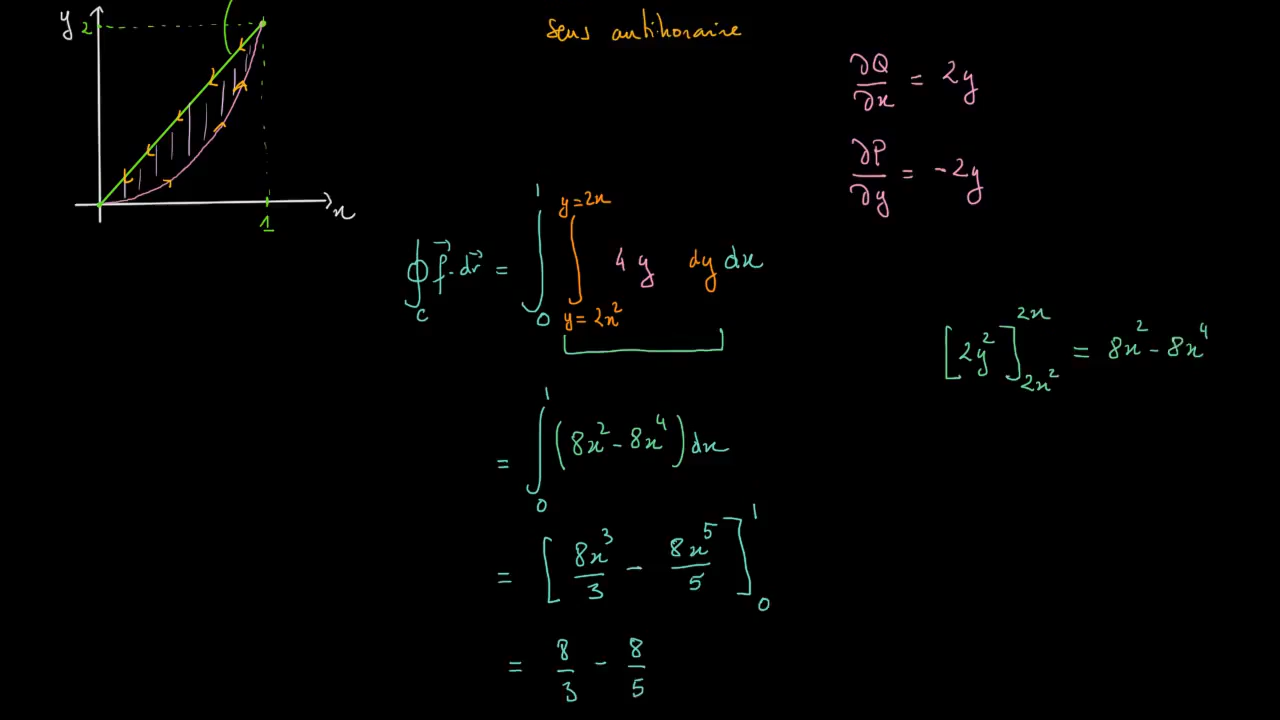 y
2
1
x
sens antihoraire
∂Q/∂x = 2y
∂P/∂y = -2y
∮_C f⃗·dr⃗ = ∫_0^1 ∫_{y=2x²}^{y=2x} 4y dy dx
[2y²]_{2x²}^{2x} = 8x² - 8x⁴
= ∫_0^1 (8x² - 8x⁴) dx
= [8x³/3 - 8x⁵/5]_0^1
= 8/3 - 8/5